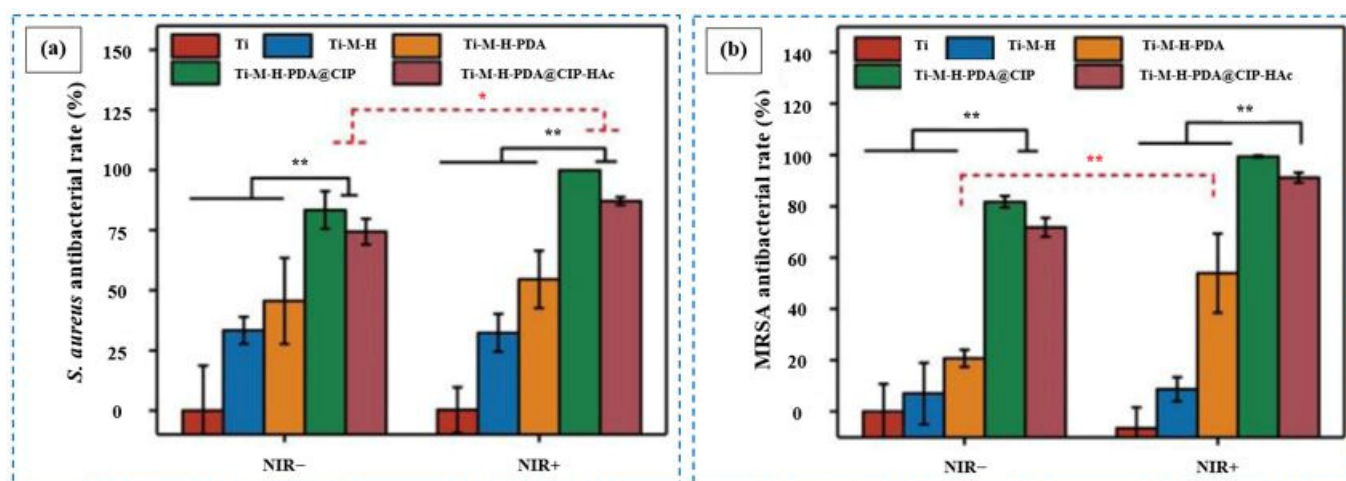 (a)
Ti Ti-M-H Ti-M-H-PDA
Ti-M-H-PDA@CIP Ti-M-H-PDA@CIP-HAc
S. aureus antibacterial rate (%)
150
125
100
75
50
25
0
*
**
**
NIR− NIR+
(b)
Ti Ti-M-H Ti-M-H-PDA
Ti-M-H-PDA@CIP Ti-M-H-PDA@CIP-HAc
MRSA antibacterial rate (%)
140
120
100
80
60
40
20
0
**
**
**
NIR− NIR+